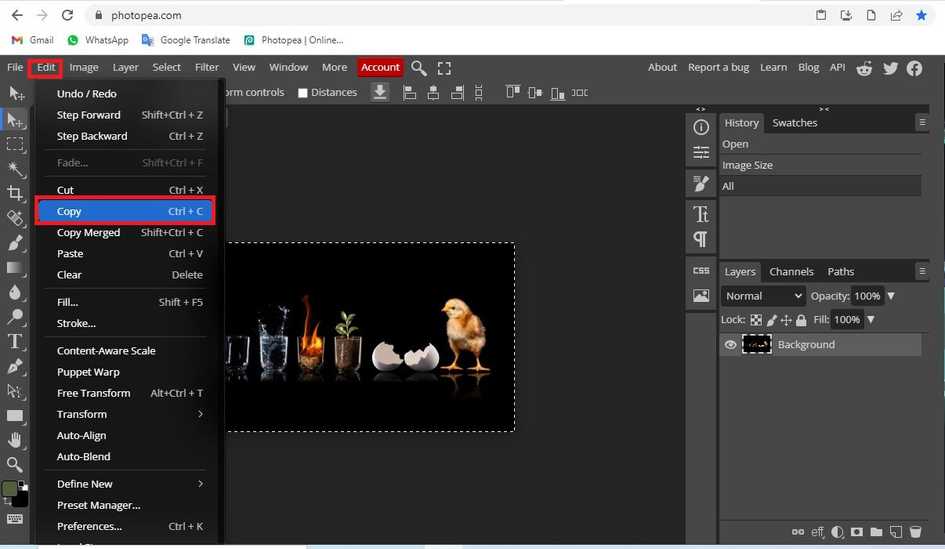 photopea.com
Gmail WhatsApp Google Translate Photopea | Online...
File Edit Image Layer Select Filter View Window More Account About Report a bug Learn Blog API
orm controls Distances
Undo / Redo
Step Forward Shift+Ctrl + Z
Step Backward Ctrl + Z
Fade... Shift+Ctrl + F
Cut Ctrl + X
Copy Ctrl + C
Copy Merged Shift+Ctrl + C
Paste Ctrl + V
Clear Delete
Fill... Shift + F5
Stroke...
Content-Aware Scale
Puppet Warp
Free Transform Alt+Ctrl + T
Transform >
Auto-Align
Auto-Blend
Define New >
Preset Manager...
Preferences... Ctrl + K
<> ><
History Swatches
Open
Image Size
All
CSS
Layers Channels Paths
Normal Opacity: 100%
Lock: Fill: 100%
Background
eff